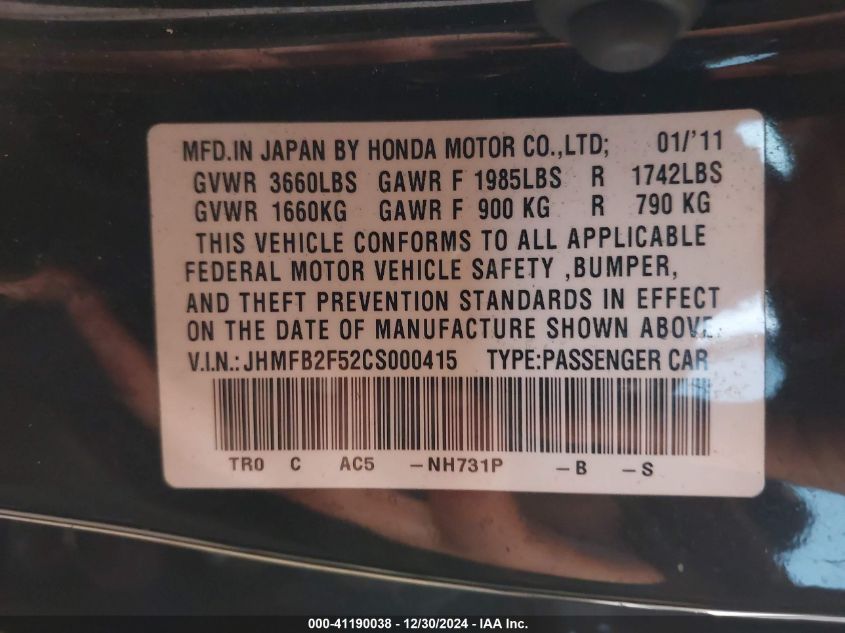 MFD.IN JAPAN BY HONDA MOTOR CO.,LTD; 01/'11
GVWR 3660LBS GAWR F 1985LBS R 1742LBS
GVWR 1660KG GAWR F 900 KG R 790 KG
THIS VEHICLE CONFORMS TO ALL APPLICABLE
FEDERAL MOTOR VEHICLE SAFETY ,BUMPER,
AND THEFT PREVENTION STANDARDS IN EFFECT
ON THE DATE OF MANUFACTURE SHOWN ABOVE.
V.I.N.:JHMFB2F52CS000415 TYPE:PASSENGER CAR
TR0 C AC5 -NH731P -B -S
000-41190038 - 12/30/2024 - IAA Inc.